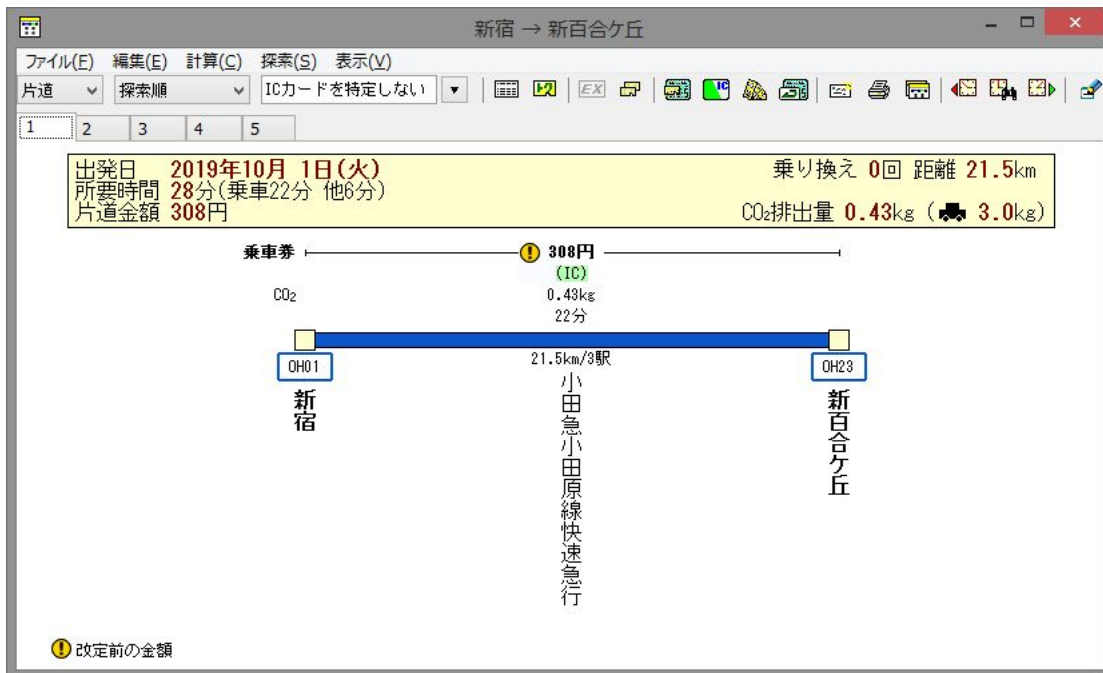 新宿 → 新百合ケ丘
ファイル(F) 編集(E) 計算(C) 探索(S) 表示(V)
片道 探索順 ICカードを特定しない EX IC
1 2 3 4 5
出発日 2019年10月 1日(火) 乗り換え 0回 距離 21.5km
所要時間 28分(乗車22分 他6分)
片道金額 308円 CO2排出量 0.43kg ( 3.0kg)
乗車券 308円
(IC)
CO2 0.43kg
22分
21.5km/3駅
OH01 OH23
新宿
小田急小田原線快速急行
新百合ケ丘
改定前の金額